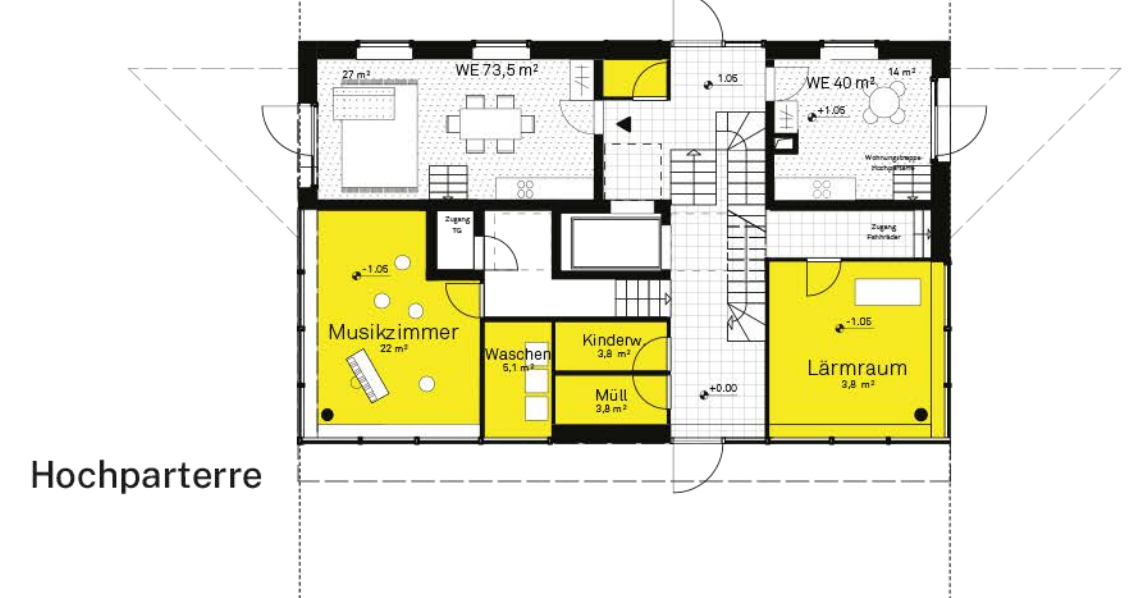 27 m²
WE 73,5 m²
1.05
WE 40 m²
14 m²
+1.05
Wohnungstreppe
Hochparterre
Zugang
TG
Zugang
Fahrräder
-1.05
Musikzimmer
22 m²
Waschen
5,1 m²
Kinderw.
3,8 m²
Müll
3,8 m²
+0.00
-1.05
Lärmraum
3,8 m²
Hochparterre